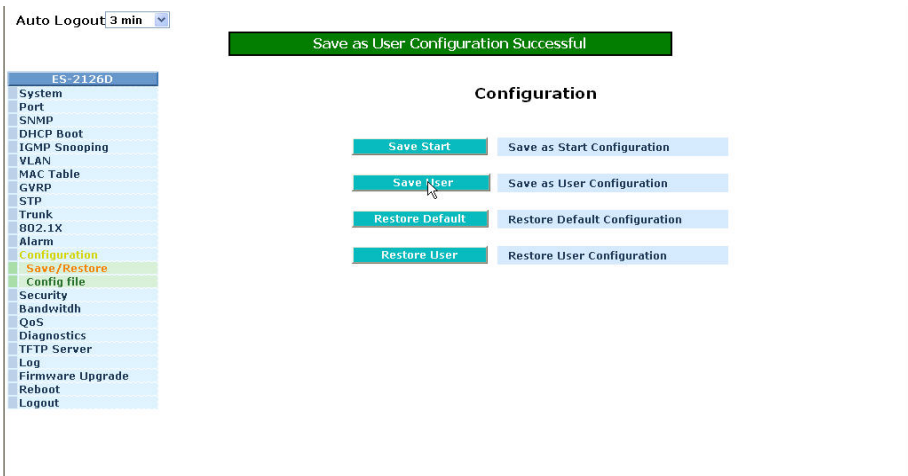 Auto Logout 3 min
Save as User Configuration Successful
ES-2126D
System
Port
SNMP
DHCP Boot
IGMP Snooping
VLAN
MAC Table
GVRP
STP
Trunk
802.1X
Alarm
Configuration
Save/Restore
Config file
Security
Bandwitdh
QoS
Diagnostics
TFTP Server
Log
Firmware Upgrade
Reboot
Logout
Configuration
Save Start Save as Start Configuration
Save User Save as User Configuration
Restore Default Restore Default Configuration
Restore User Restore User Configuration